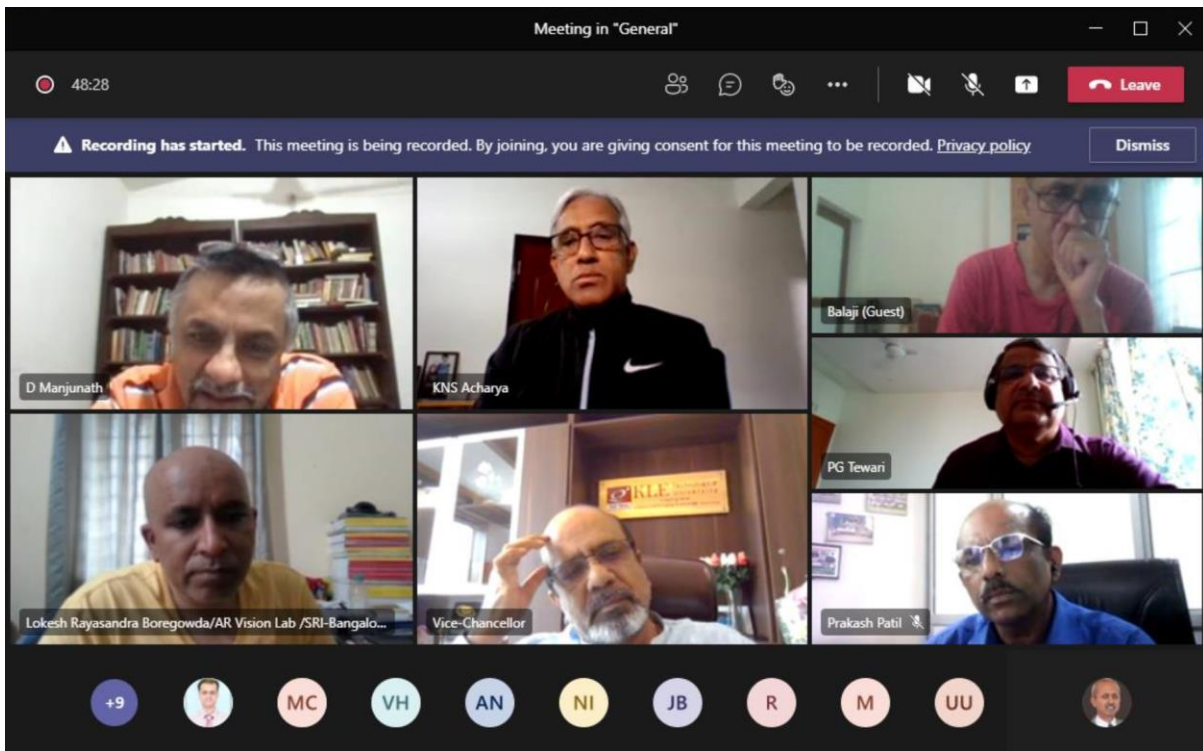 Meeting in "General"
48:28
Leave
Recording has started. This meeting is being recorded. By joining, you are giving consent for this meeting to be recorded. Privacy policy
Dismiss
D Manjunath
KNS Acharya
Balaji (Guest)
PG Tewari
Lokesh Rayasandra Boregowda/AR Vision Lab /SRI-Bangalo...
KLE
Vice-Chancellor
Prakash Patil
+9
MC
VH
AN
NI
JB
R
M
UU